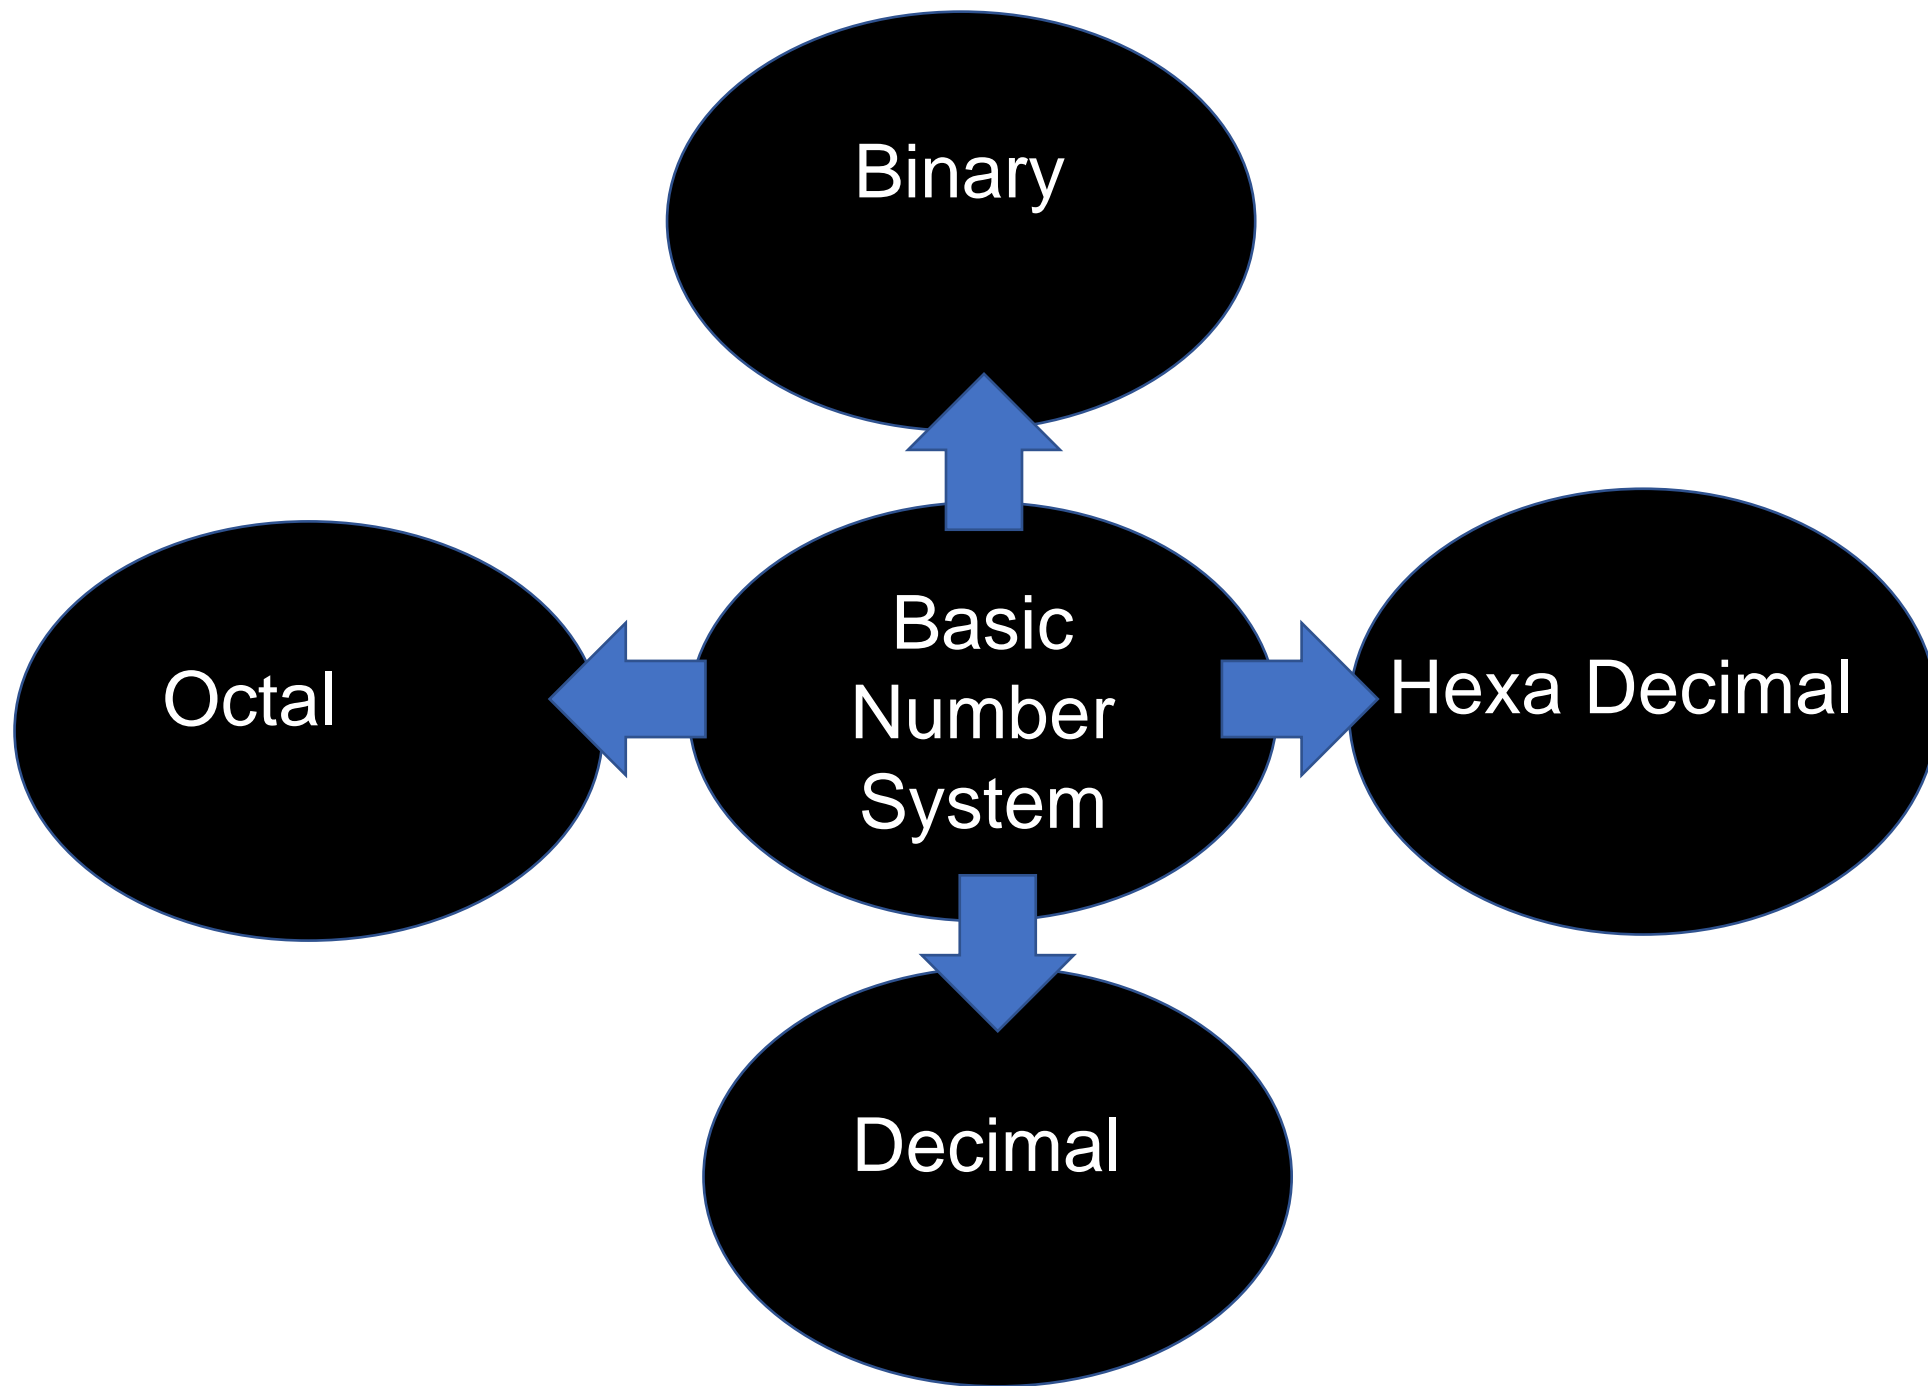 Binary
Octal
Basic
Number
System
Hexa Decimal
Decimal